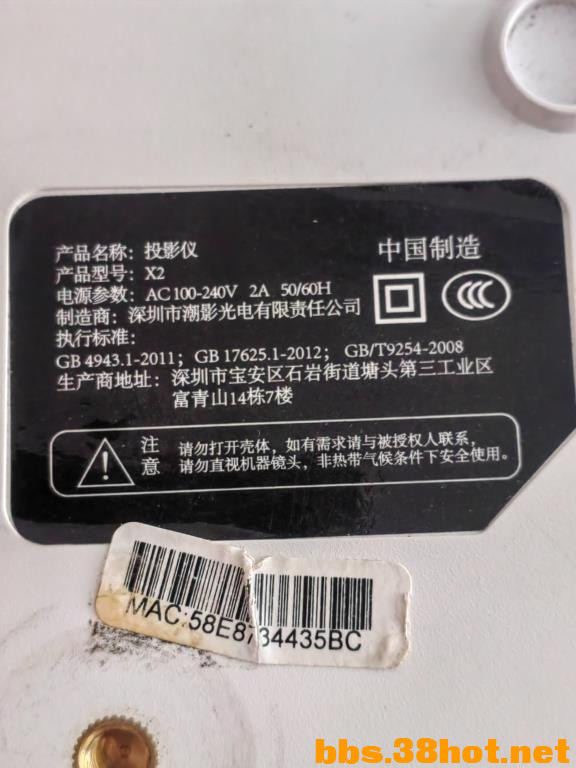 产品名称：投影仪
产品型号：X2
电源参数：AC 100-240V 2A 50/60H
制造商：深圳市潮影光电有限责任公司
执行标准：
GB 4943.1-2011；GB 17625.1-2012；GB/T9254-2008
生产商地址：深圳市宝安区石岩街道塘头第三工业区
富青山14栋7楼
中国制造
CCC
注意
请勿打开壳体，如有需求请与被授权人联系，
请勿直视机器镜头，非热带气候条件下安全使用。
MAC:58E8734435BC
bbs.38hot.net